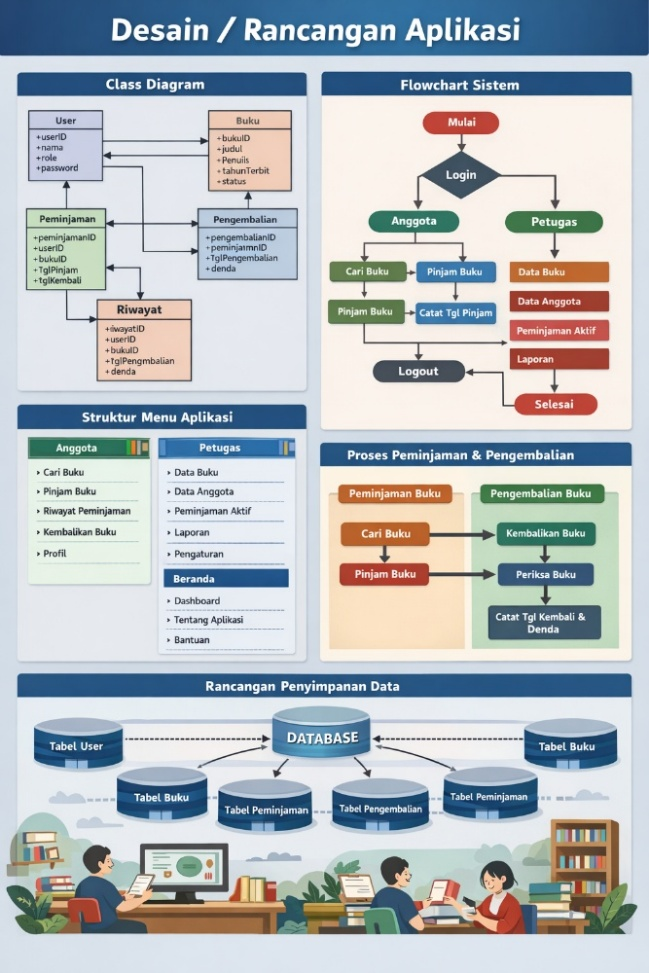 Desain / Rancangan Aplikasi
Class Diagram
User
+userID
+nama
+role
+password
Buku
+bukuID
+judul
+Penuiis
+tahunTerbit
+status
Peminjaman
+peminjamanID
+userID
+bukuID
+TglPinjam
+tglKembali
Pengembalian
+pengembalianID
+peminjamnID
+TglPengembalian
+denda
Riwayat
+iwayatID
+userID
+bukuID
+TglPengmbalian
+denda
Flowchart Sistem
Mulai
Login
Anggota
Petugas
Cari Buku
Pinjam Buku
Data Buku
Data Anggota
Pinjam Buku
Catat Tgl Pinjam
Peminjaman Aktif
Laporan
Logout
Selesai
Struktur Menu Aplikasi
Anggota
Cari Buku
Pinjam Buku
Riwayat Peminjaman
Kembalikan Buku
Profil
Petugas
Data Buku
Data Anggota
Peminjaman Aktif
Laporan
Pengaturan
Beranda
Dashboard
Tentang Aplikasi
Bantuan
Proses Peminjaman & Pengembalian
Peminjaman Buku
Pengembalian Buku
Cari Buku
Kembalikan Buku
Pinjam Buku
Periksa Buku
Catat Tgl Kembali &
Denda
Rancangan Penyimpanan Data
DATABASE
Tabel User
Tabel Buku
Tabel Buku
Tabel Peminjaman
Tabel Pengembalian
Tabel Peminjaman